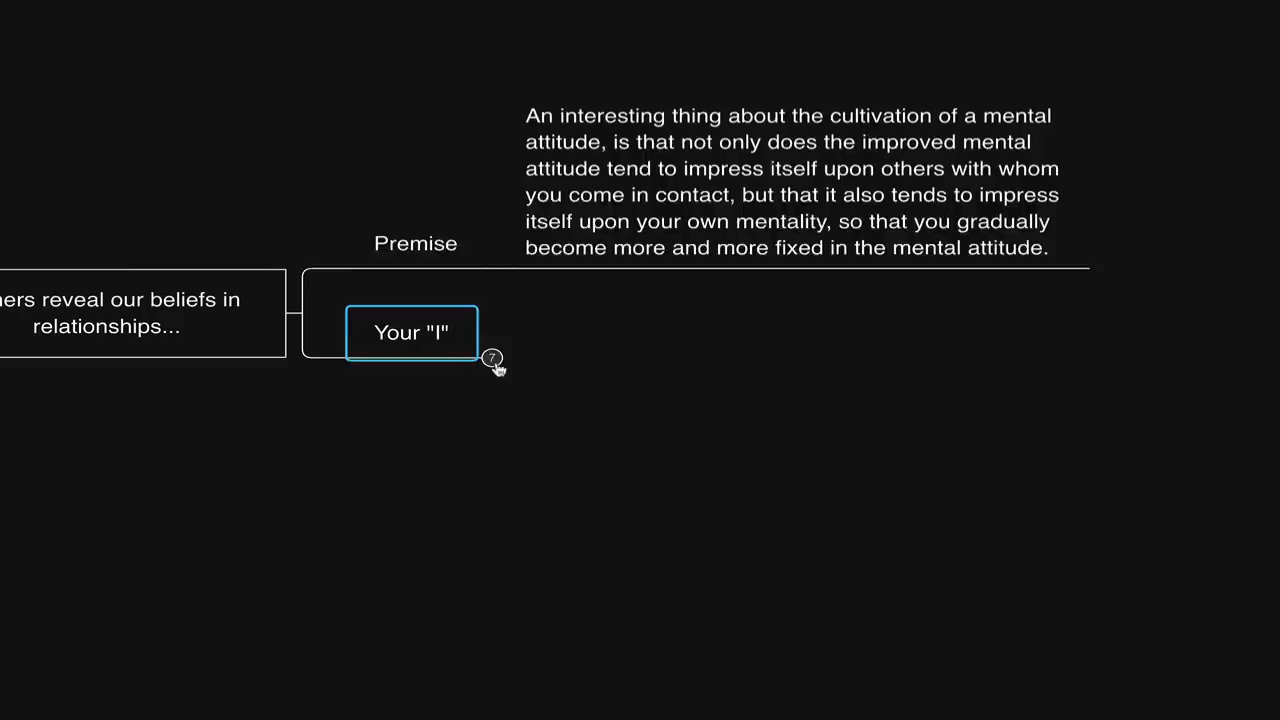 An interesting thing about the cultivation of a mental
attitude, is that not only does the improved mental
attitude tend to impress itself upon others with whom
you come in contact, but that it also tends to impress
itself upon your own mentality, so that you gradually
become more and more fixed in the mental attitude.
Premise
reveal our beliefs in
relationships...
Your "I"
7